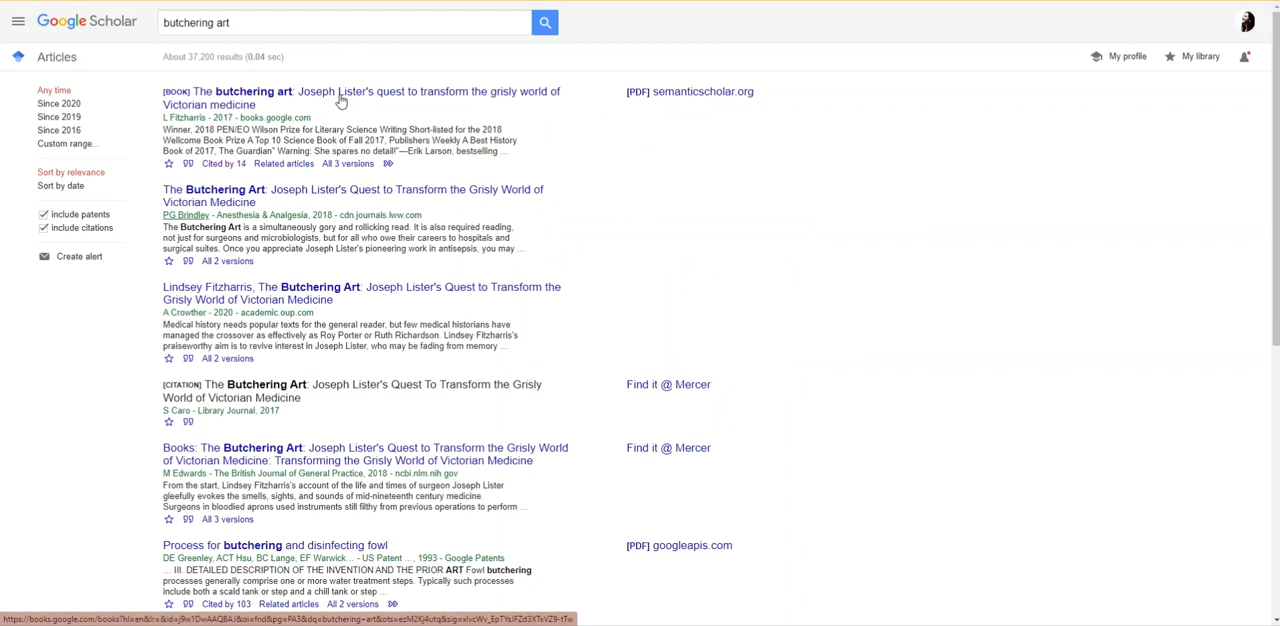 Google Scholar
butchering art
Articles
About 37,200 results (0.04 sec)
My profile
My library
Any time
Since 2020
Since 2019
Since 2016
Custom range...
Sort by relevance
Sort by date
include patents
include citations
Create alert
[BOOK] The butchering art: Joseph Lister's quest to transform the grisly world of
Victorian medicine
L Fitzharris - 2017 - books.google.com
Winner, 2018 PEN/EO Wilson Prize for Literary Science Writing Short-listed for the 2018
Wellcome Book Prize A Top 10 Science Book of Fall 2017, Publishers Weekly A Best History
Book of 2017, The Guardian" Warning: She spares no detail!"—Erik Larson, bestselling ...
Cited by 14 Related articles All 3 versions
[PDF] semanticscholar.org
The Butchering Art: Joseph Lister's Quest to Transform the Grisly World of
Victorian Medicine
PG Brindley - Anesthesia & Analgesia, 2018 - cdn.journals.lww.com
The Butchering Art is a simultaneously gory and rollicking read. It is also required reading,
not just for surgeons and microbiologists, but for all who owe their careers to hospitals and
surgical suites. Once you appreciate Joseph Lister's pioneering work in antisepsis, you may ...
All 2 versions
Lindsey Fitzharris, The Butchering Art: Joseph Lister's Quest to Transform the
Grisly World of Victorian Medicine
A Crowther - 2020 - academic.oup.com
Medical history needs popular texts for the general reader, but few medical historians have
managed the crossover as effectively as Roy Porter or Ruth Richardson. Lindsey Fitzharris's
praiseworthy aim is to revive interest in Joseph Lister, who may be fading from memory ...
All 2 versions
[CITATION] The Butchering Art: Joseph Lister's Quest To Transform the Grisly
World of Victorian Medicine
S Caro - Library Journal, 2017
Find it @ Mercer
Books: The Butchering Art: Joseph Lister's Quest to Transform the Grisly World
of Victorian Medicine: Transforming the Grisly World of Victorian Medicine
M Edwards - The British Journal of General Practice, 2018 - ncbi.nlm.nih.gov
From the start, Lindsey Fitzharris's account of the life and times of surgeon Joseph Lister
gleefully evokes the smells, sights, and sounds of mid-nineteenth century medicine.
Surgeons in bloodied aprons used instruments still filthy from previous operations to perform ...
All 3 versions
Find it @ Mercer
Process for butchering and disinfecting fowl
DE Greenley, ACT Hsu, BC Lange, EF Warwick... - US Patent ..., 1993 - Google Patents
... III. DETAILED DESCRIPTION OF THE INVENTION AND THE PRIOR ART Fowl butchering
processes generally comprise one or more water treatment steps. Typically such processes
include both a scald tank or step and a chill tank or step ...
Cited by 103 Related articles All 2 versions
[PDF] googleapis.com